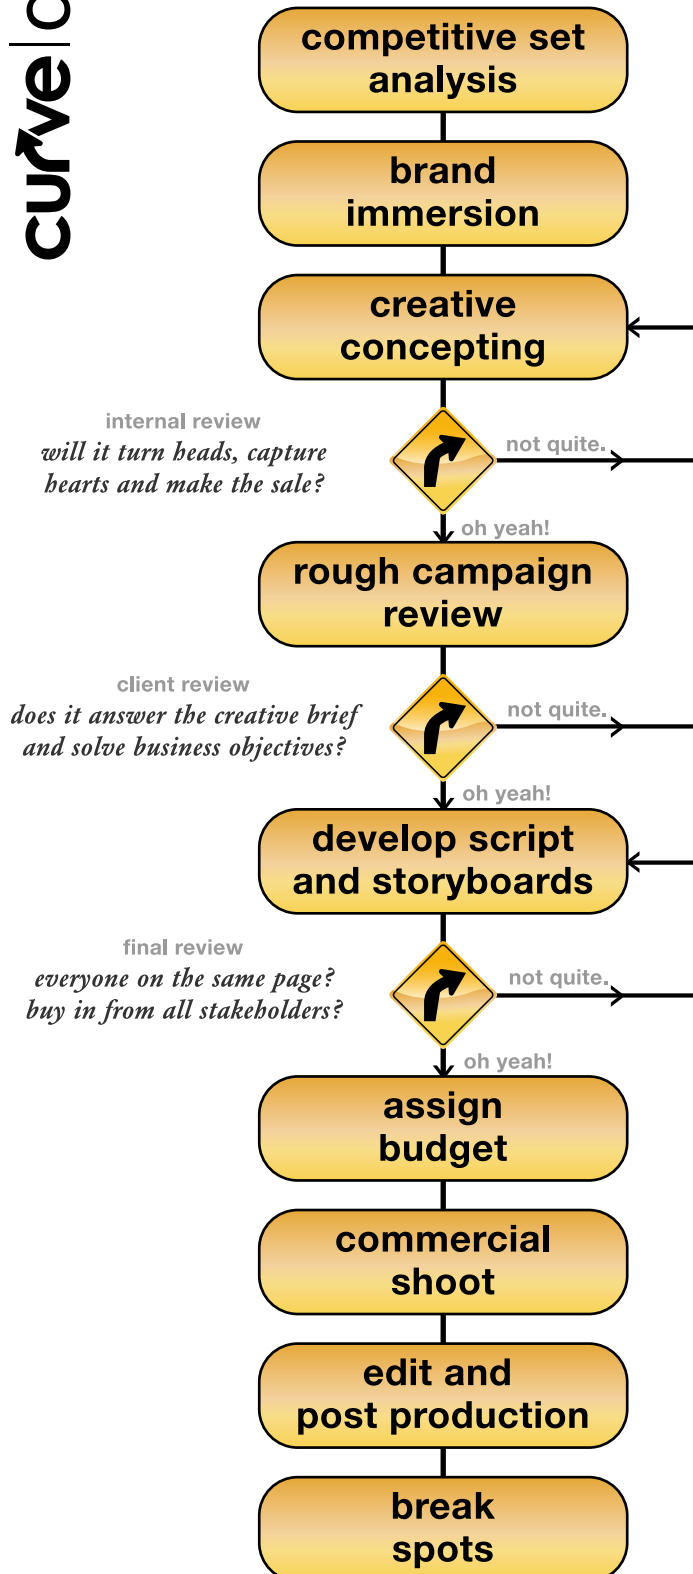 curve
competitive set
analysis
brand
immersion
creative
concepting
internal review
will it turn heads, capture
hearts and make the sale?
not quite.
oh yeah!
rough campaign
review
client review
does it answer the creative brief
and solve business objectives?
not quite.
oh yeah!
develop script
and storyboards
final review
everyone on the same page?
buy in from all stakeholders?
not quite.
oh yeah!
assign
budget
commercial
shoot
edit and
post production
break
spots